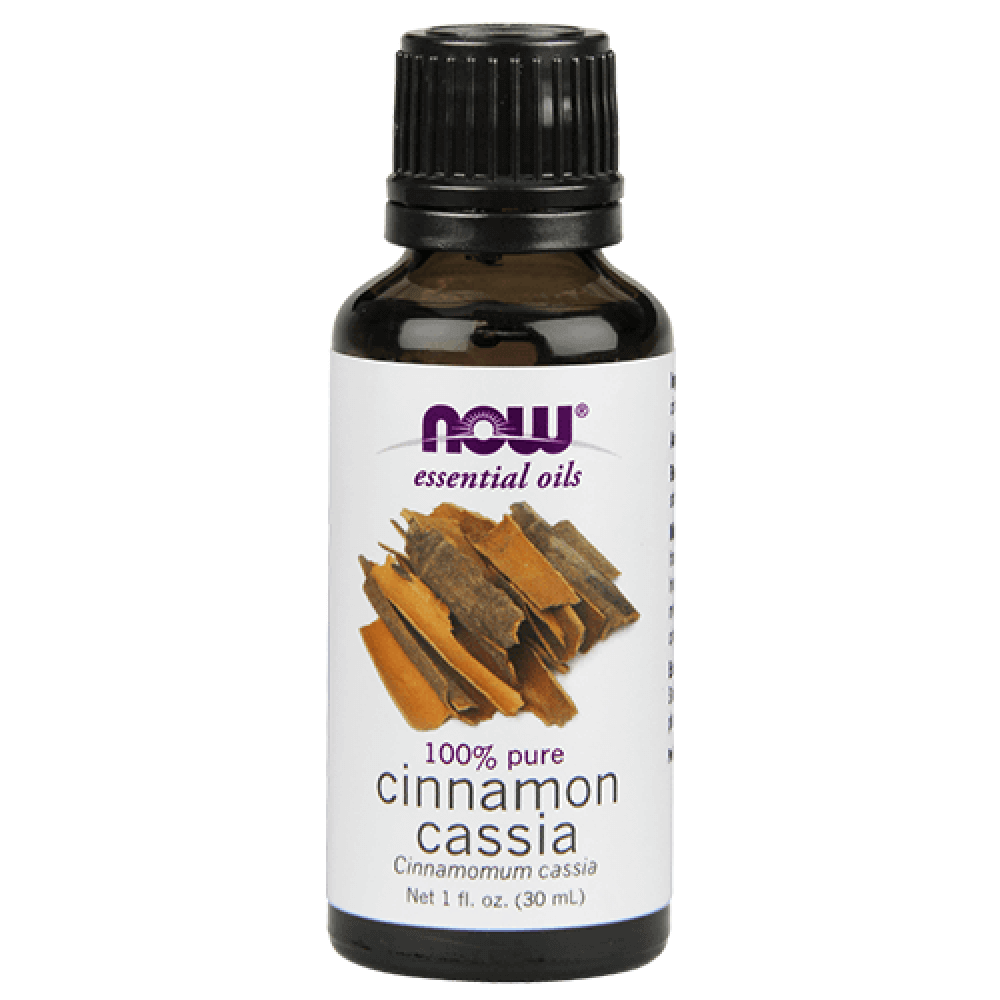 now®
essential oils
100% pure
cinnamon
cassia
Cinnamomum cassia
Net 1 fl. oz. (30 mL)